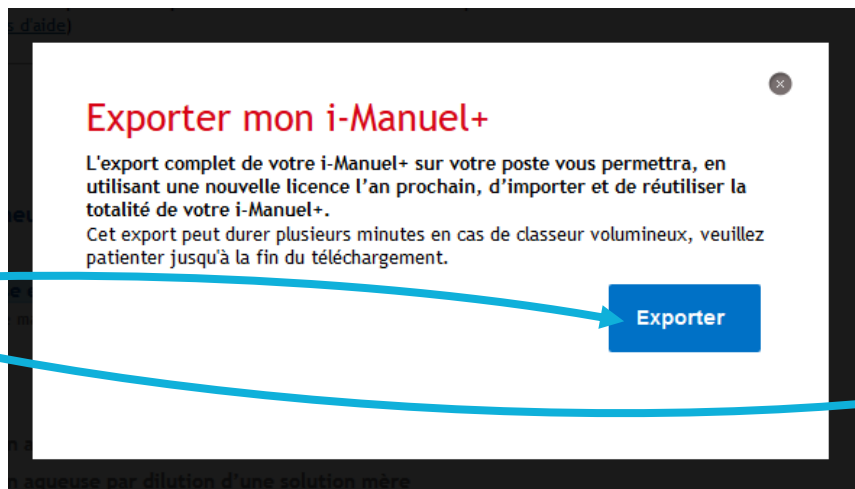 s d'aide)
Exporter mon i-Manuel+
L'export complet de votre i-Manuel+ sur votre poste vous permettra, en
utilisant une nouvelle licence l’an prochain, d’importer et de réutiliser la
totalité de votre i-Manuel+.
Cet export peut durer plusieurs minutes en cas de classeur volumineux, veuillez
patienter jusqu'à la fin du téléchargement.
Exporter
n a
n aqueuse par dilution d’une solution mère